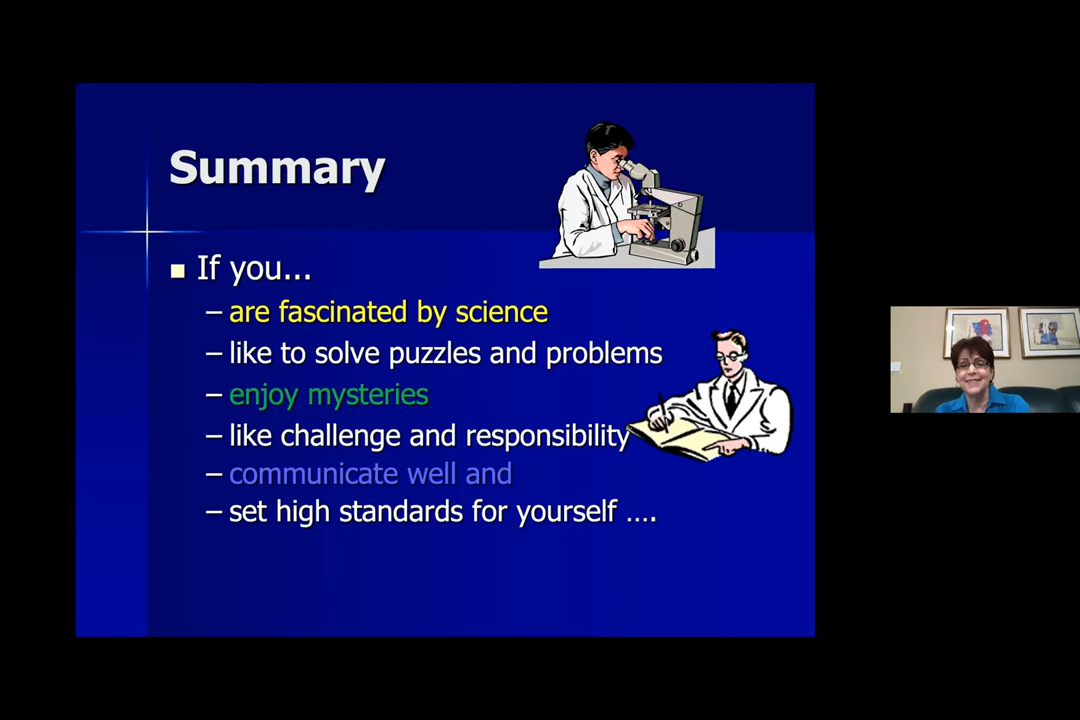 Summary
If you...
– are fascinated by science
– like to solve puzzles and problems
– enjoy mysteries
– like challenge and responsibility
– communicate well and
– set high standards for yourself ....